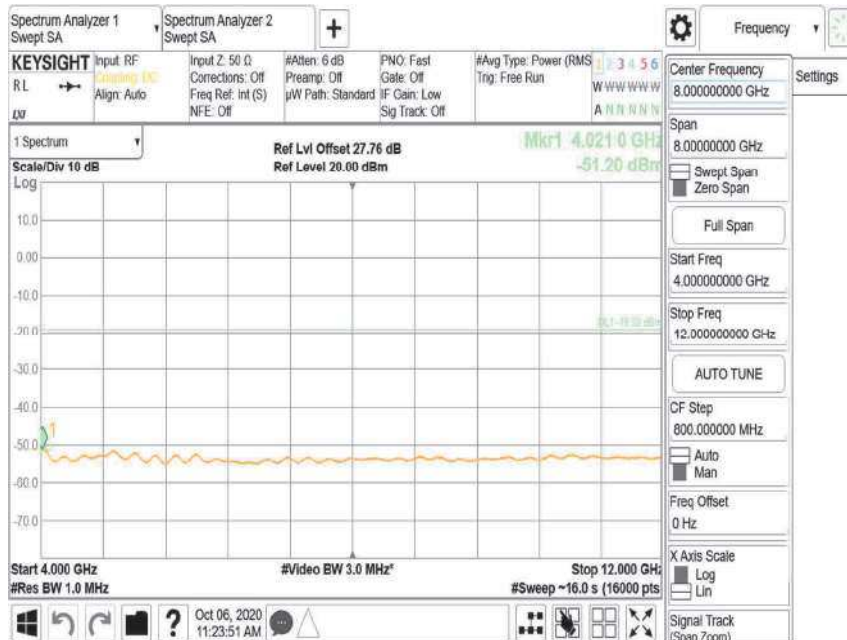 Spectrum Analyzer 1
Swept SA
Spectrum Analyzer 2
Swept SA
+
Frequency
KEYSIGHT
RL
LXI
Input: RF
Coupling: DC
Align: Auto
Input Z: 50 Ω
Corrections: Off
Freq Ref: Int (S)
NFE: Off
#Atten: 6 dB
Preamp: Off
µW Path: Standard
PNO: Fast
Gate: Off
IF Gain: Low
Sig Track: Off
#Avg Type: Power (RMS
Trig: Free Run
1 2 3 4 5 6
W W W W W W
A N N N N N
Center Frequency
8.000000000 GHz
Settings
Span
8.00000000 GHz
Swept Span
Zero Span
Full Span
Start Freq
4.000000000 GHz
Stop Freq
12.000000000 GHz
AUTO TUNE
CF Step
800.000000 MHz
Auto
Man
Freq Offset
0 Hz
X Axis Scale
Log
Lin
Signal Track
(Span Zoom)
1 Spectrum
Scale/Div 10 dB
Ref Lvl Offset 27.76 dB
Ref Level 20.00 dBm
Mkr1 4.021 0 GHz
-51.20 dBm
Log
10.0
0.00
-10.0
-20.0
-30.0
-40.0
-50.0
-60.0
-70.0
1
Start 4.000 GHz
#Res BW 1.0 MHz
#Video BW 3.0 MHz*
Stop 12.000 GHz
#Sweep ~16.0 s (16000 pts
?
Oct 06, 2020
11:23:51 AM